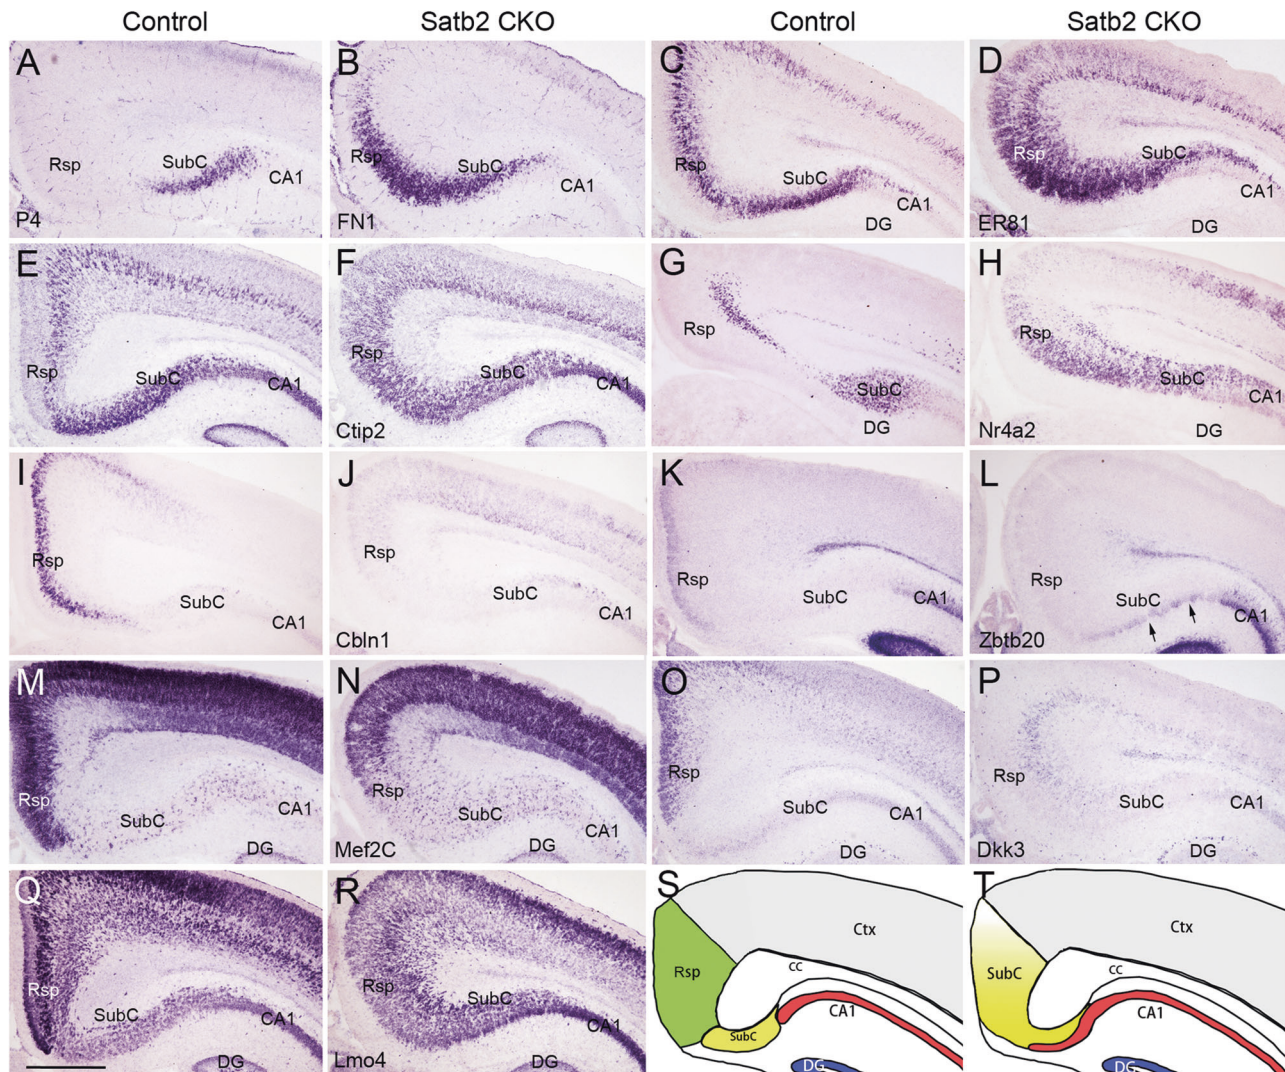 Control Satb2 CKO Control Satb2 CKO
A B C D
Rsp SubC CA1 Rsp SubC CA1 Rsp SubC CA1 DG Rsp SubC CA1 DG
P4 FN1 ER81
E F G H
Rsp SubC CA1 Rsp SubC CA1 Rsp SubC DG Rsp SubC CA1 DG
Ctip2 Nr4a2
I J K L
Rsp SubC CA1 Rsp SubC CA1 Rsp SubC CA1 Rsp SubC CA1
Cbln1 Zbtb20
M N O P
Rsp SubC CA1 DG Rsp SubC CA1 Rsp SubC CA1 DG Rsp SubC CA1 DG
Mef2C Dkk3
Q R S T
Rsp SubC CA1 DG Rsp SubC CA1 DG Rsp Ctx cc SubC CA1 DG SubC Ctx cc CA1 DG
Lmo4